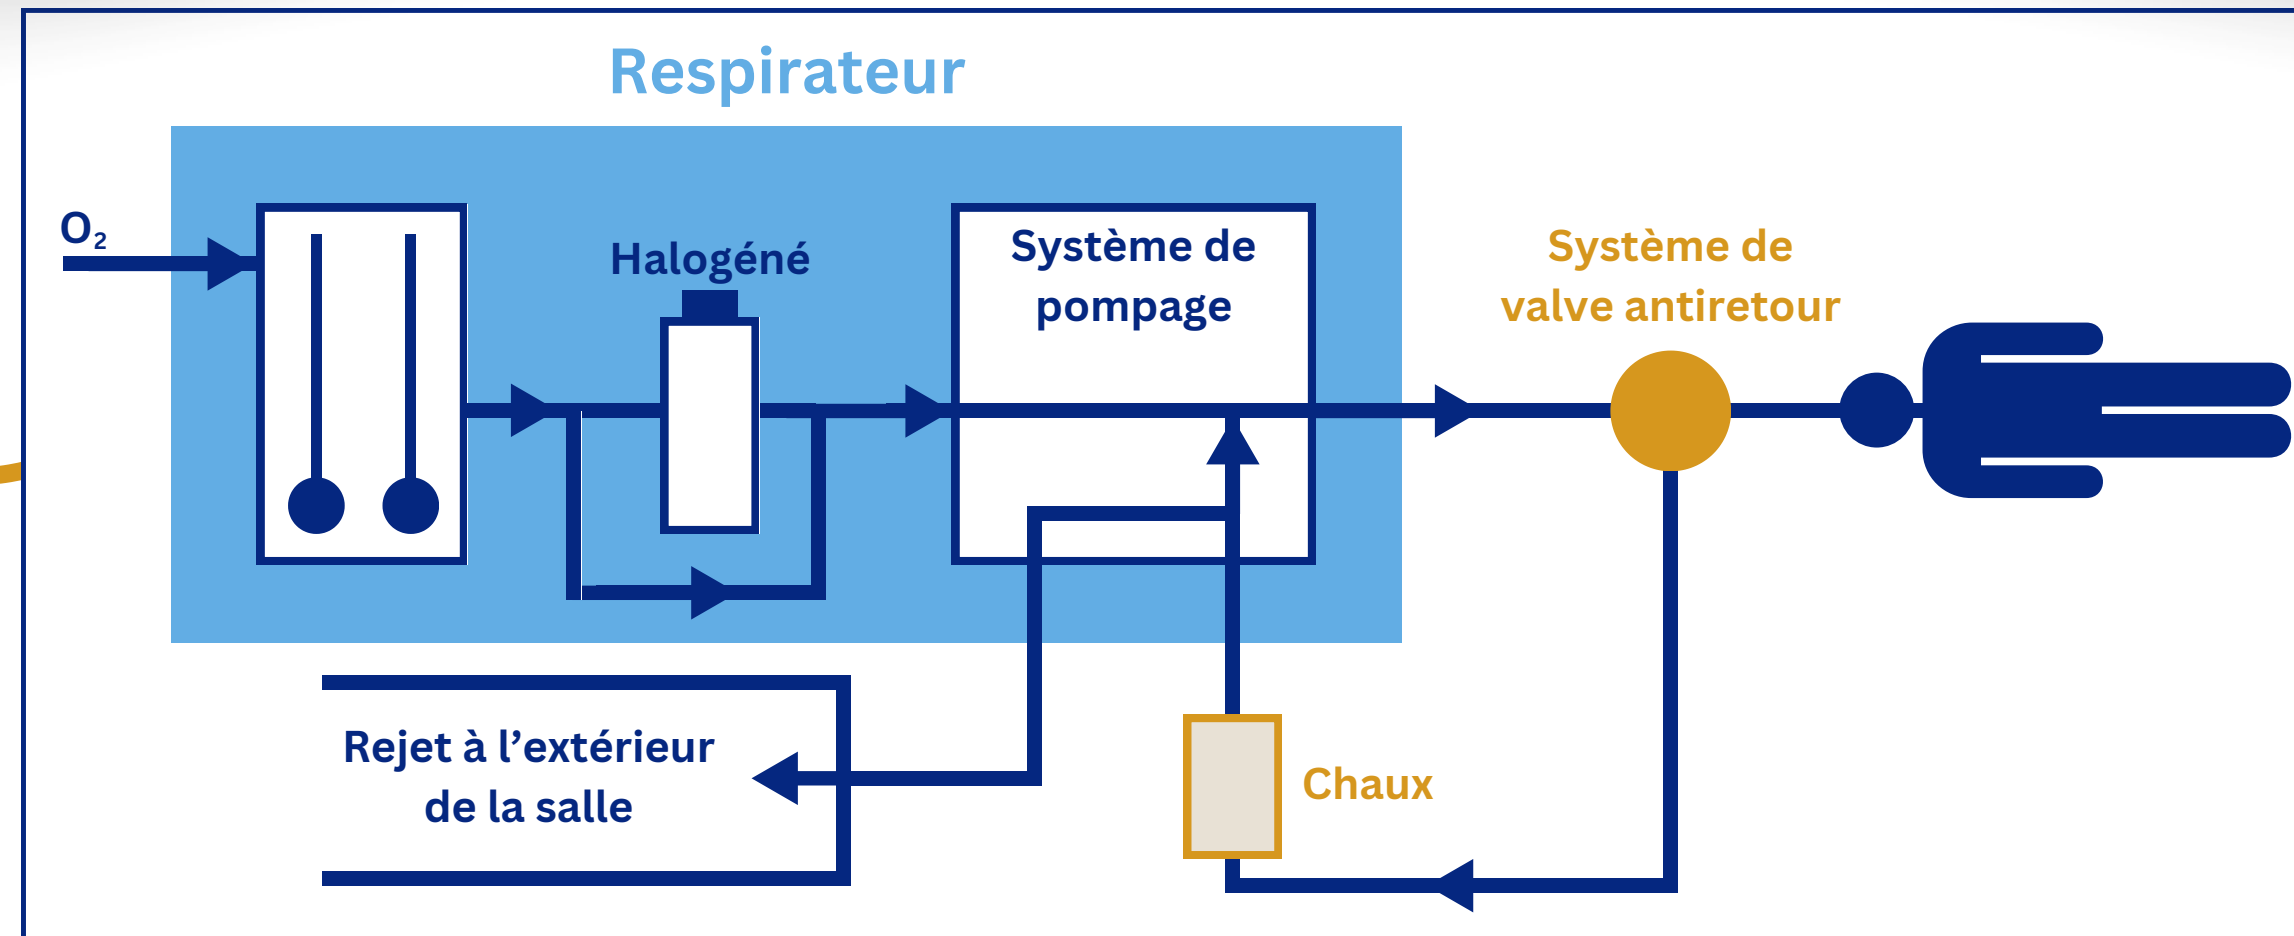 Respirateur
O₂
Halogéné
Système de
pompage
Système de
valve antiretour
Rejet à l’extérieur
de la salle
Chaux